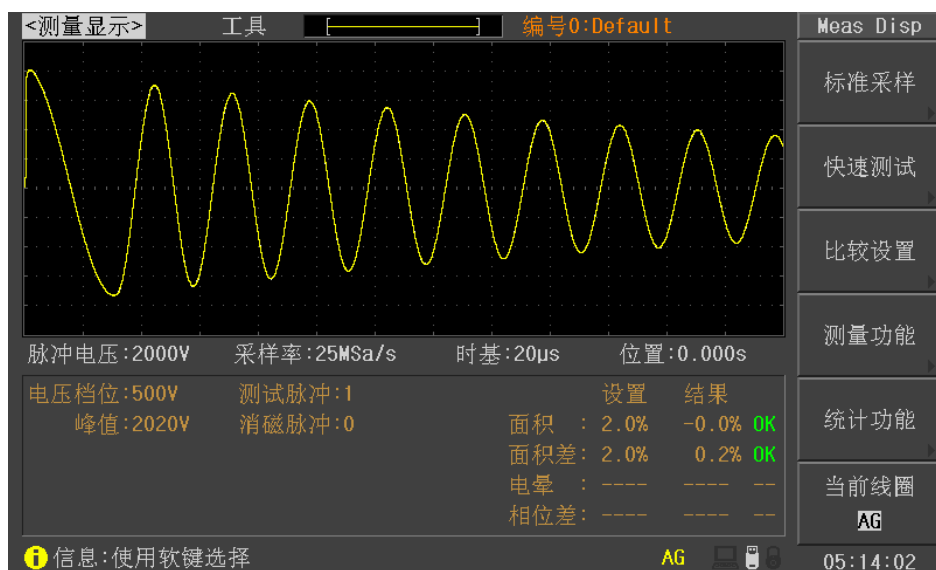 <测量显示> 工具 编号0:Default Meas Disp
标准采样
快速测试
比较设置
测量功能
统计功能
当前线圈
AG
脉冲电压:2000V 采样率:25MSa/s 时基:20µs 位置:0.000s
电压档位:500V 测试脉冲:1 设置 结果
峰值:2020V 消磁脉冲:0 面积 : 2.0% -0.0% OK
面积差: 2.0% 0.2% OK
电晕 : ---- ---- --
相位差: ---- ---- --
信息:使用软键选择 AG 05:14:02